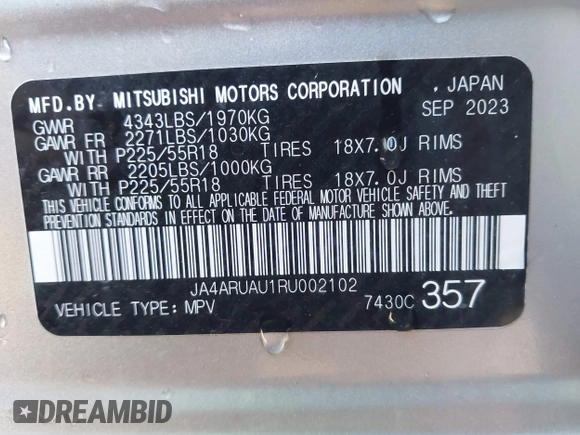 MFD.BY MITSUBISHI MOTORS CORPORATION . JAPAN
GVWR 4343LBS/1970KG SEP 2023
GAWR FR 2271LBS/1030KG
WITH P225/55R18 TIRES 18X7.0J RIMS
GAWR RR 2205LBS/1000KG
WITH P225/55R18 TIRES 18X7.0J RIMS
THIS VEHICLE CONFORMS TO ALL APPLICABLE FEDERAL MOTOR VEHICLE SAFETY AND THEFT
PREVENTION STANDARDS IN EFFECT ON THE DATE OF MANUFACTURE SHOWN ABOVE.
JA4ARUAU1RU002102
VEHICLE TYPE: MPV 7430C 357
DREAMBID